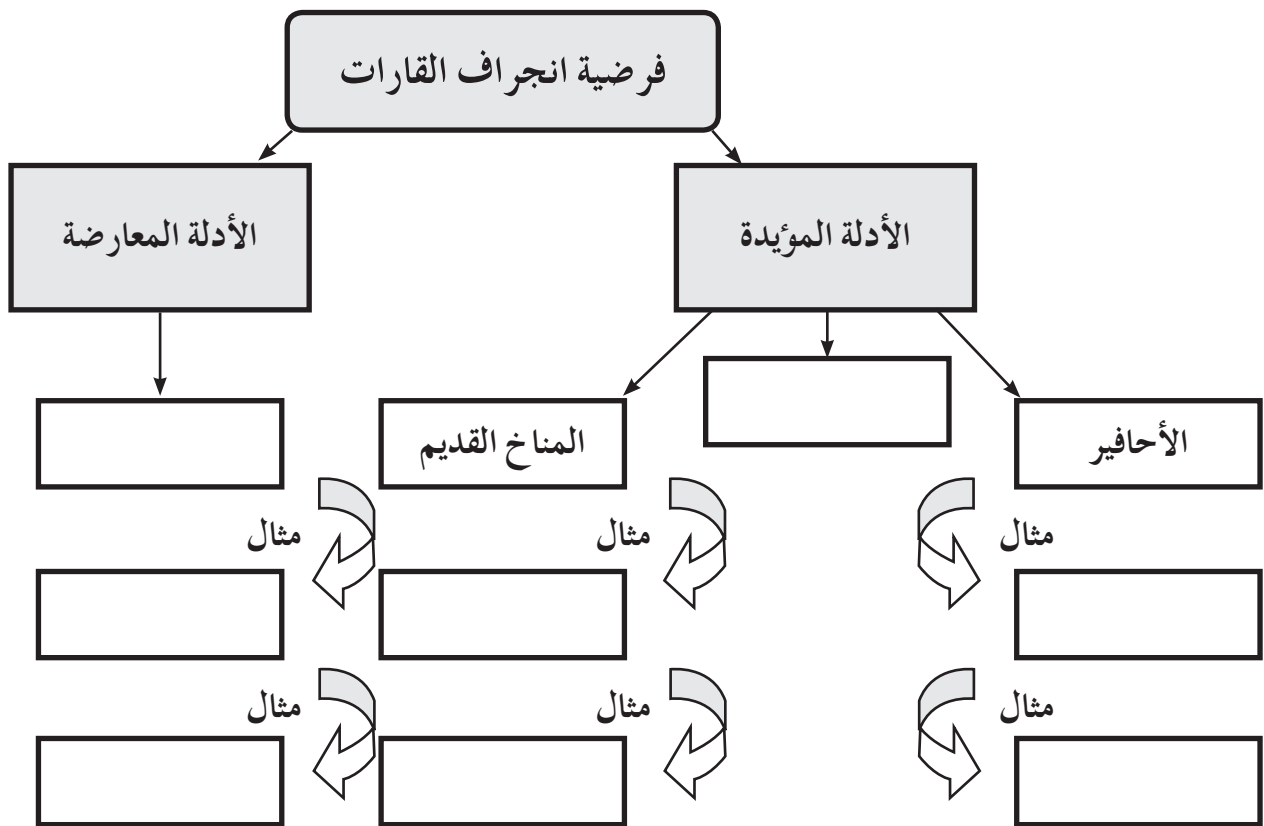 فرضية انجراف القارات
الأدلة المؤيدة
الأدلة المعارضة
الأحافير
المناخ القديم
مثال
مثال
مثال
مثال
مثال
مثال